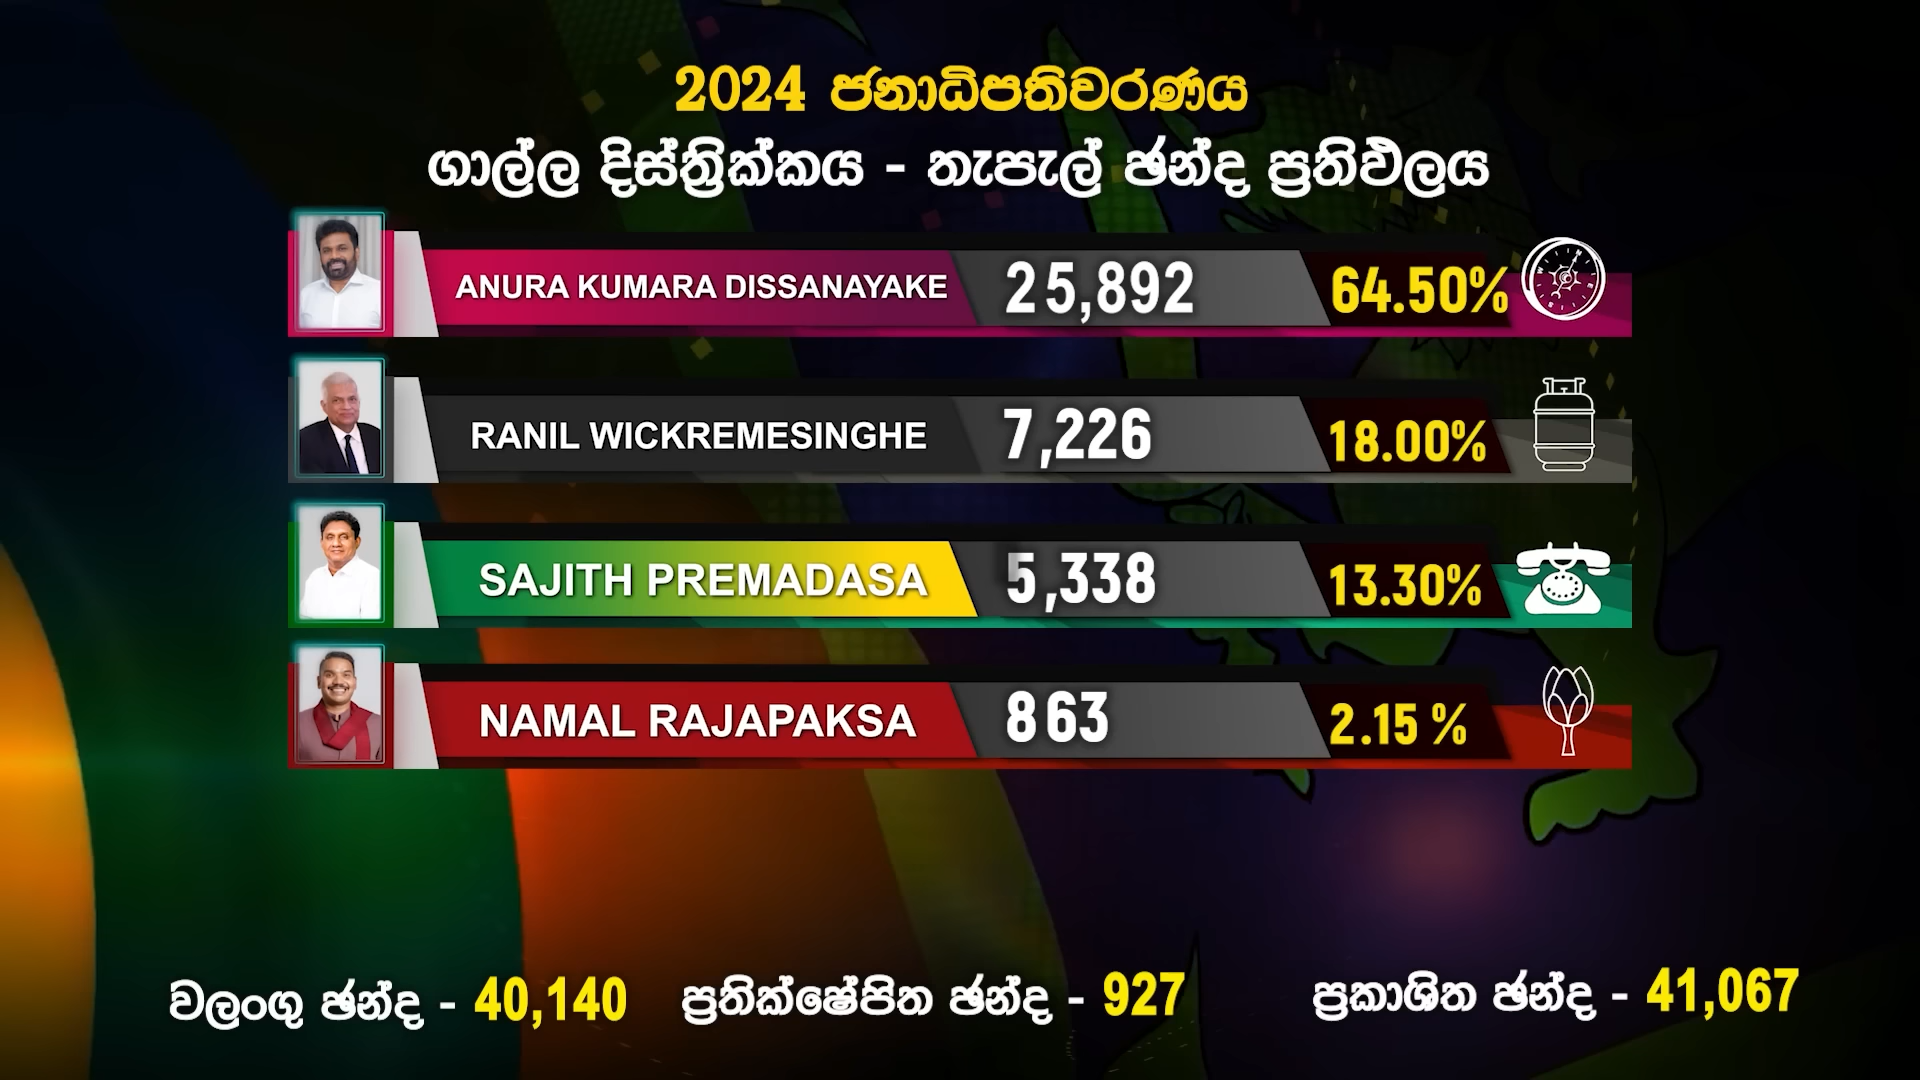 2024 ජනාධිපතිවරණය
ගාල්ල දිස්ත්‍රික්කය - තැපැල් ඡන්ද ප්‍රතිඵලය
ANURA KUMARA DISSANAYAKE 25,892 64.50%
RANIL WICKREMESINGHE 7,226 18.00%
SAJITH PREMADASA 5,338 13.30%
NAMAL RAJAPAKSA 863 2.15 %
වලංගු ඡන්ද - 40,140 ප්‍රතික්ෂේපිත ඡන්ද - 927 ප්‍රකාශිත ඡන්ද - 41,067